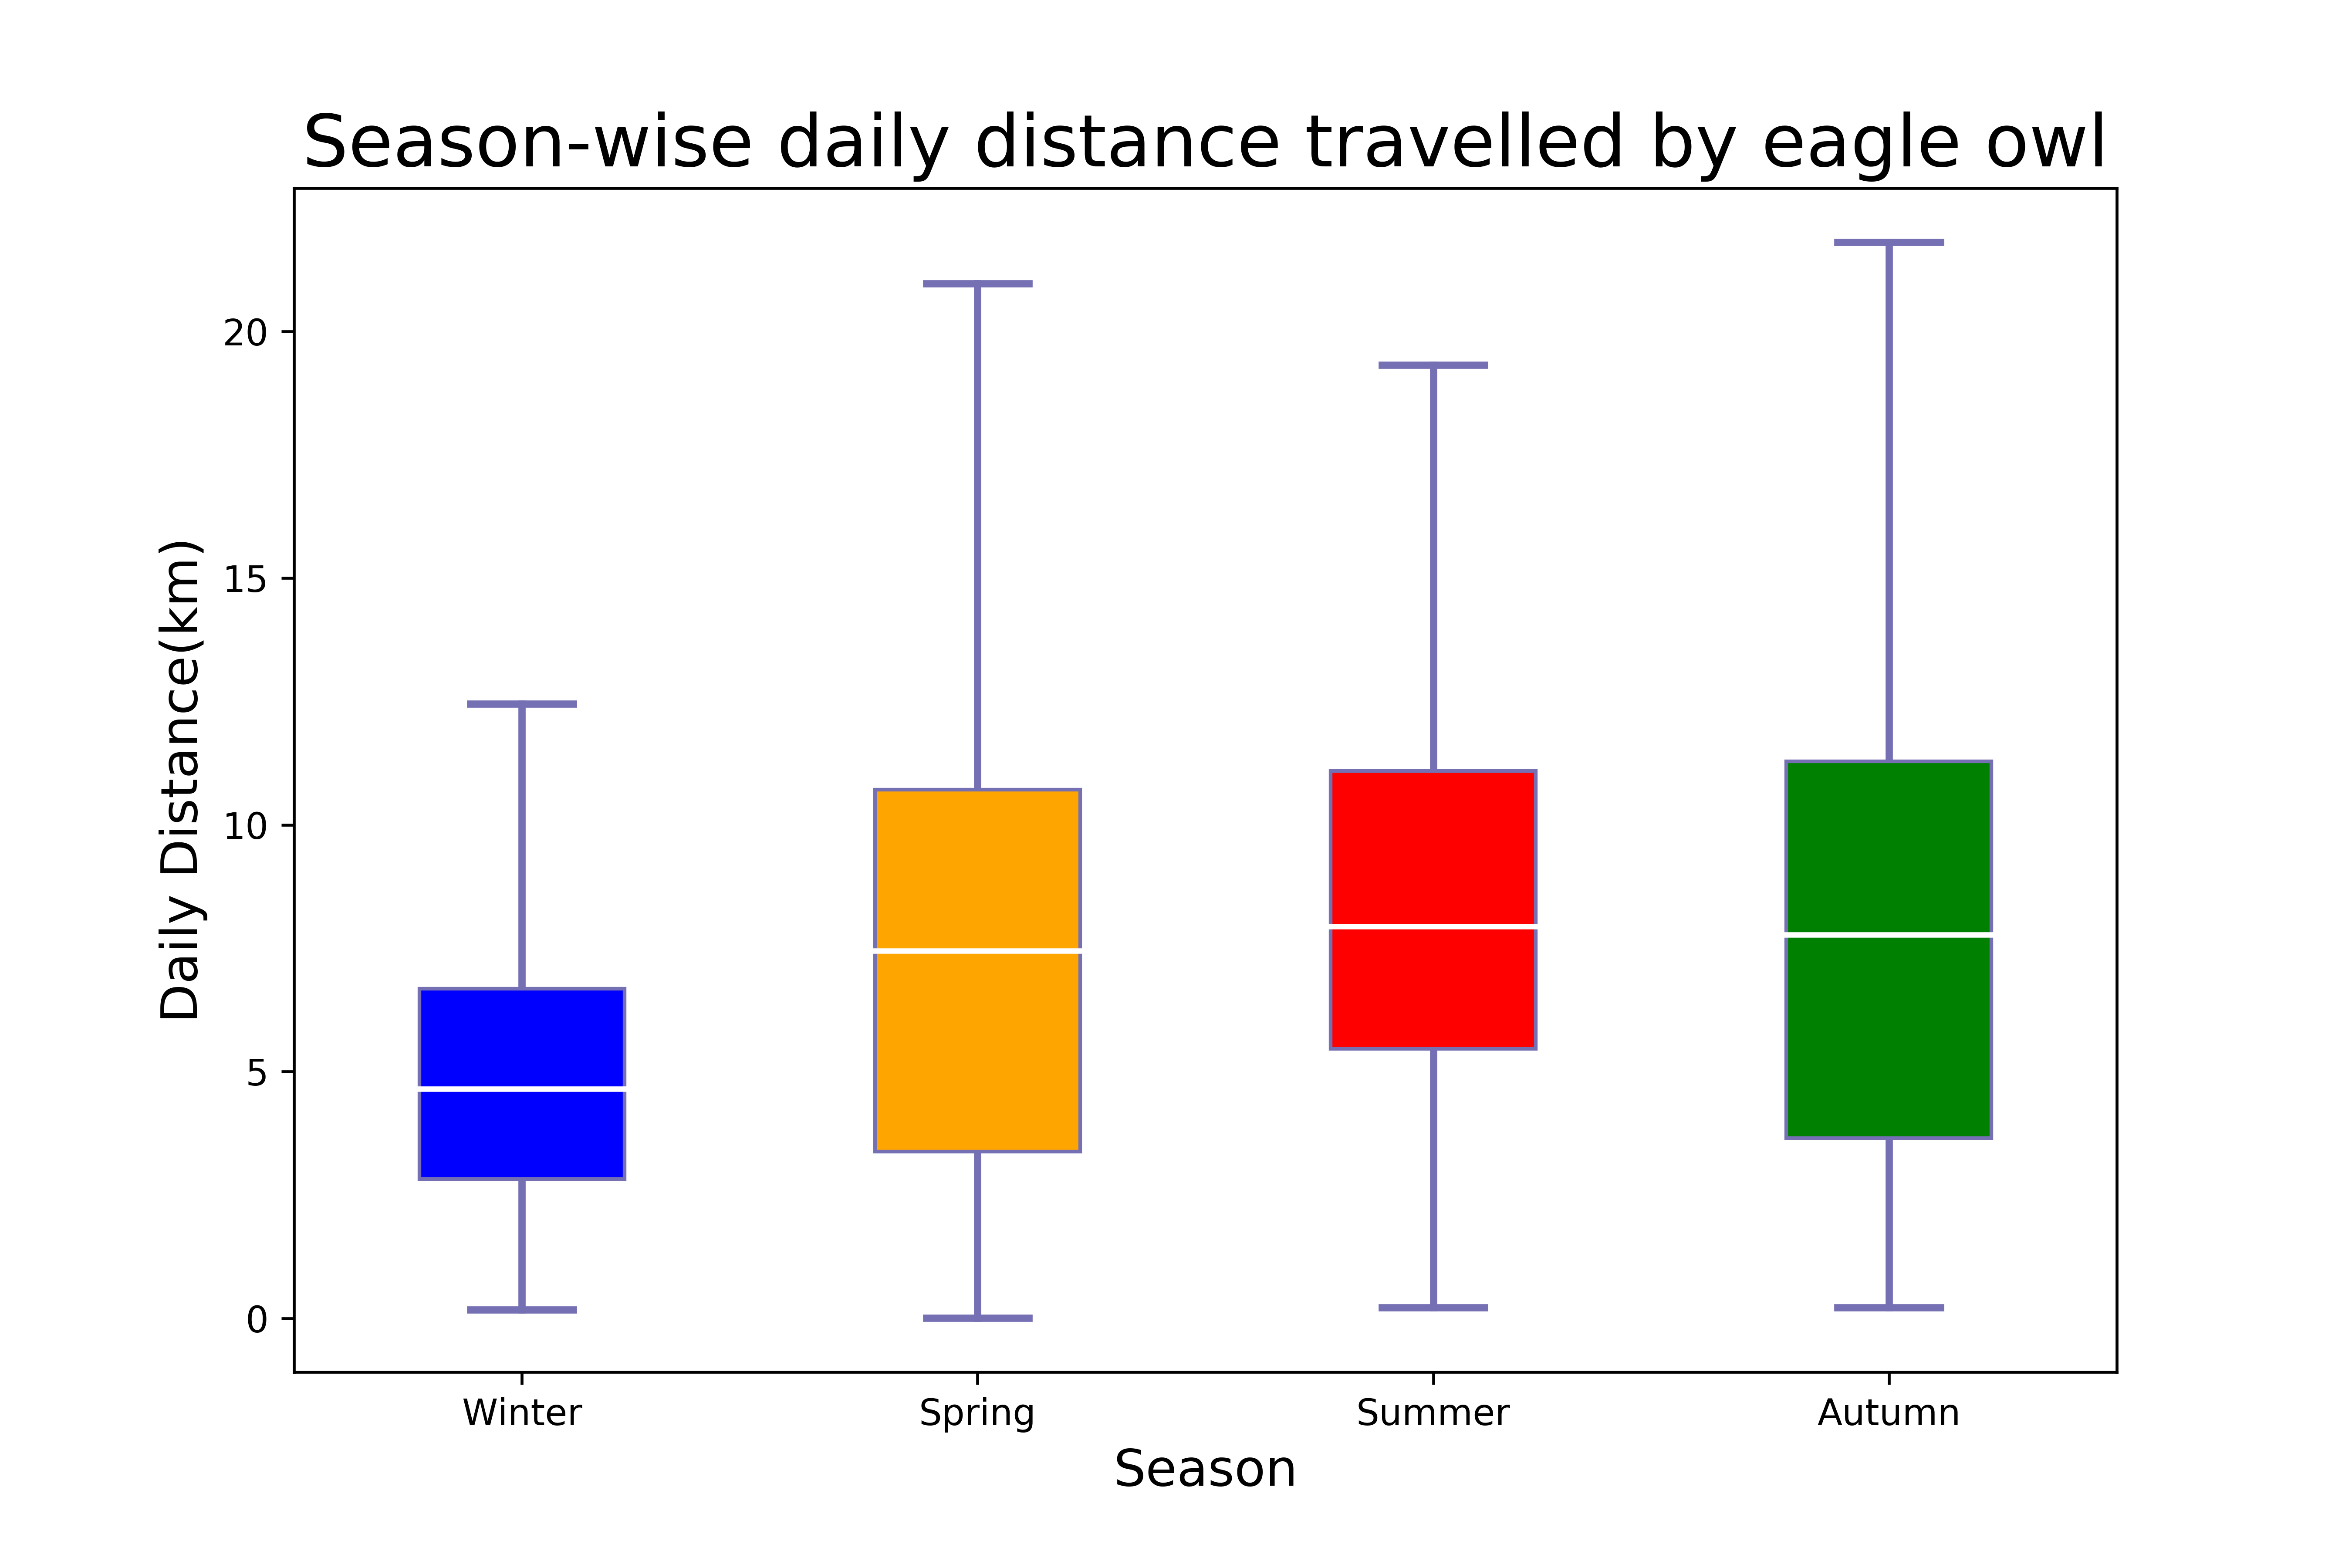 Season-wise daily distance travelled by eagle owl
Daily Distance(km)
20
15
10
5
0
Winter Spring Summer Autumn
Season